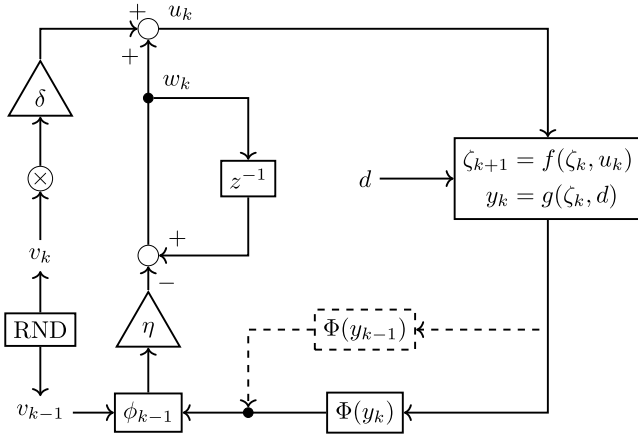 + u_k
+
w_k
δ
×
z^{-1}
d
ζ_{k+1} = f(ζ_k, u_k)
y_k = g(ζ_k, d)
v_k
+
−
RND
η
Φ(y_{k-1})
v_{k-1}
ϕ_{k-1}
Φ(y_k)